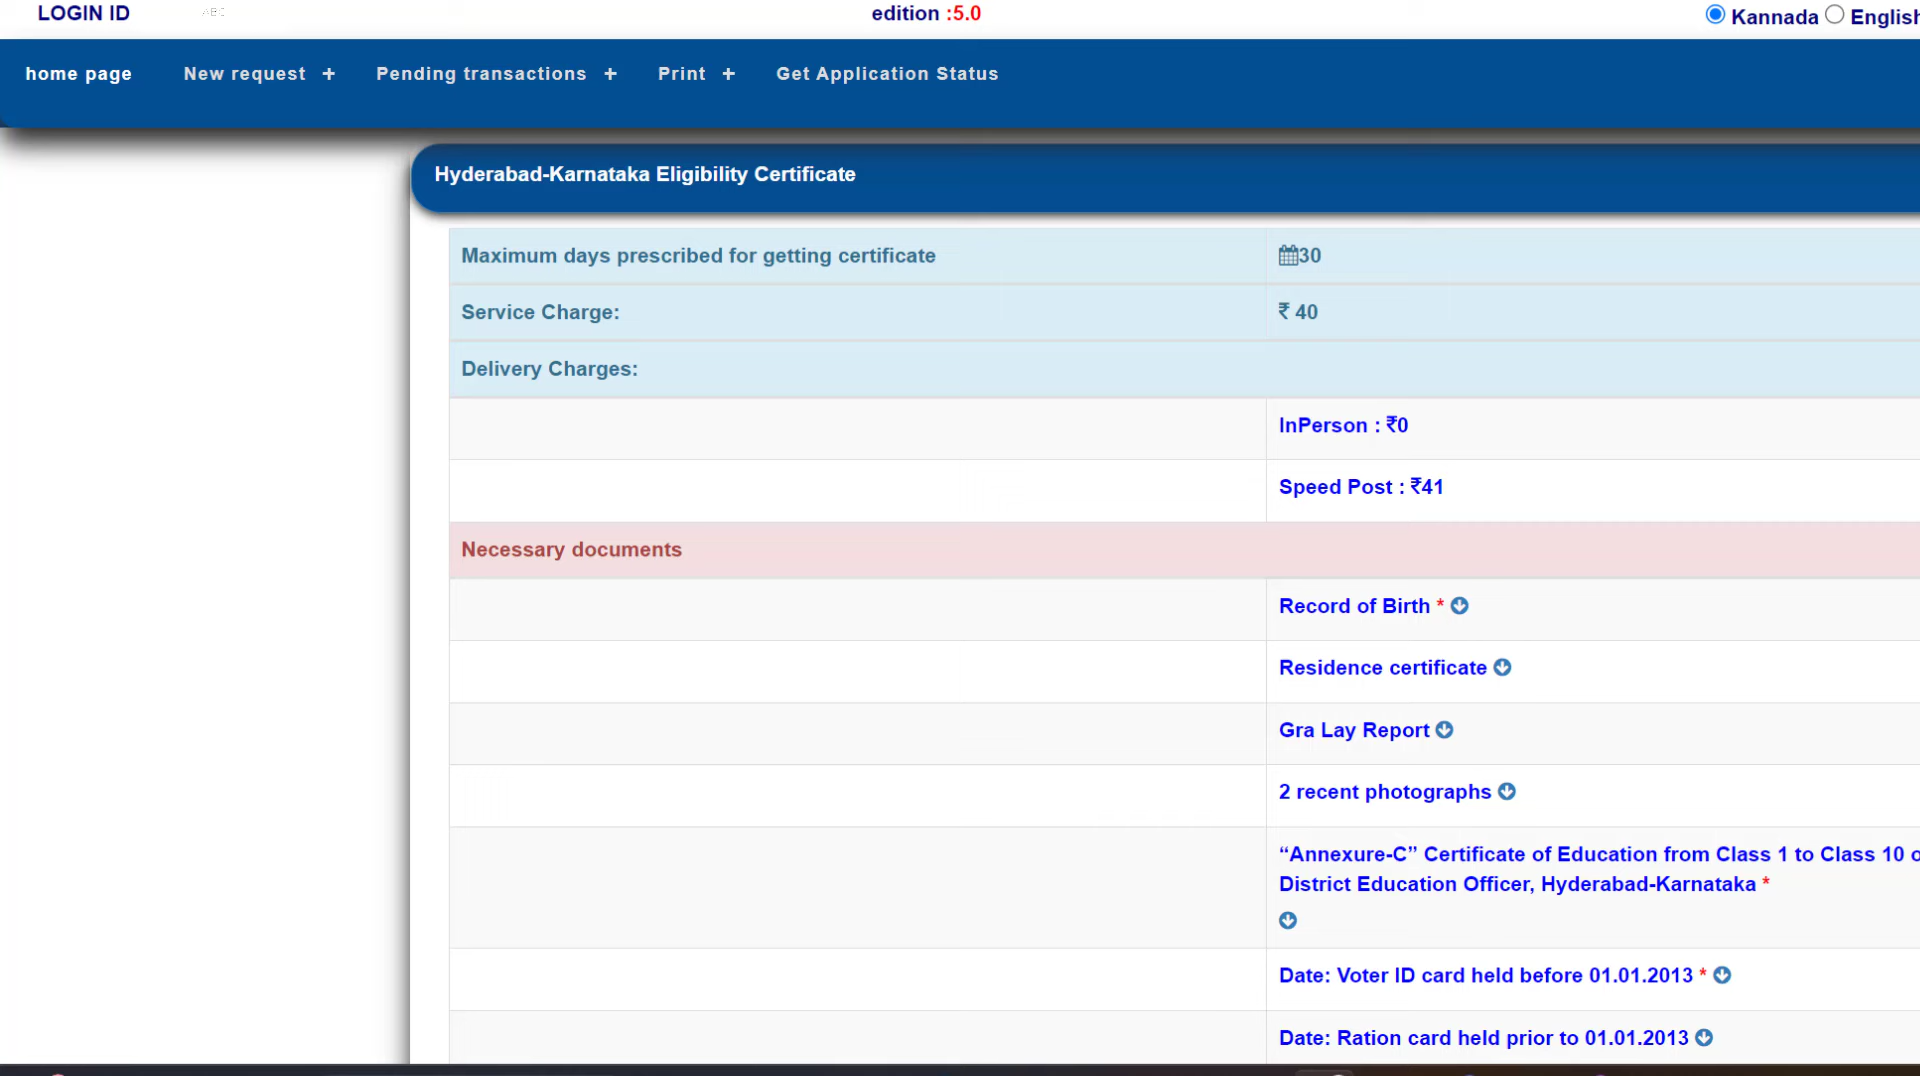 LOGIN ID edition :5.0 Kannada English
home page New request + Pending transactions + Print + Get Application Status
Hyderabad-Karnataka Eligibility Certificate
Maximum days prescribed for getting certificate 30
Service Charge: ₹ 40
Delivery Charges:
InPerson : ₹0
Speed Post : ₹41
Necessary documents
Record of Birth *
Residence certificate
Gra Lay Report
2 recent photographs
“Annexure-C” Certificate of Education from Class 1 to Class 10
District Education Officer, Hyderabad-Karnataka *
Date: Voter ID card held before 01.01.2013 *
Date: Ration card held prior to 01.01.2013